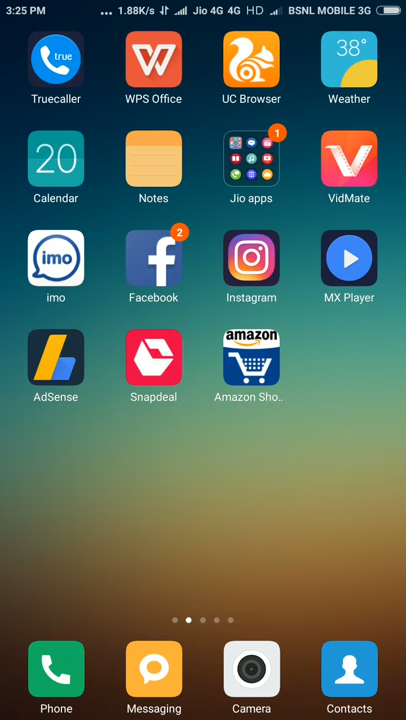 3:25 PM ... 1.88K/s Jio 4G 4G HD BSNL MOBILE 3G
true
Truecaller WPS Office UC Browser 38° Weather
20 1
Calendar Notes Jio apps VidMate
imo 2
imo Facebook Instagram MX Player
amazon
AdSense Snapdeal Amazon Sho..
Phone Messaging Camera Contacts